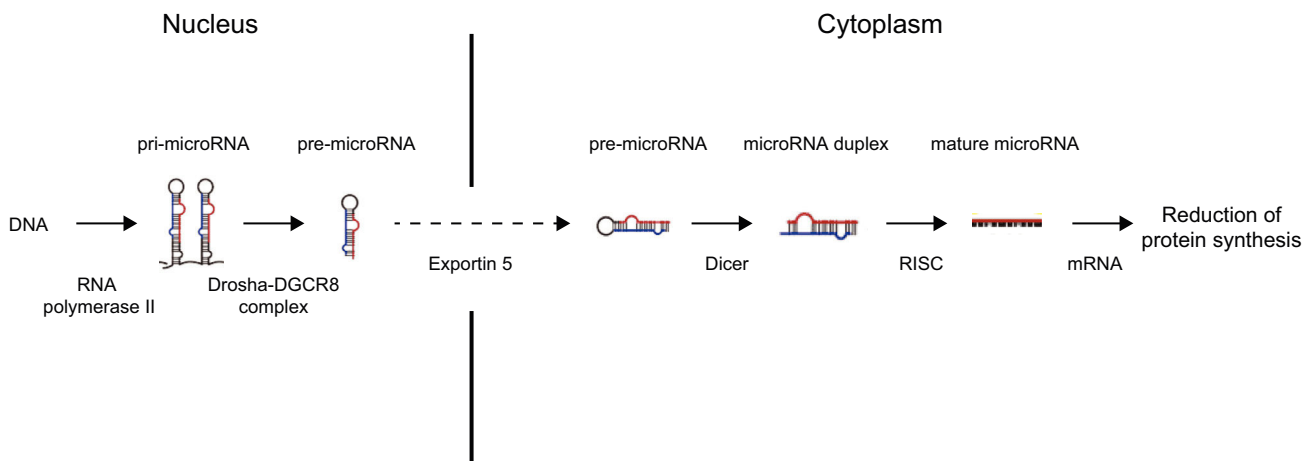 Nucleus
Cytoplasm
pri-microRNA
pre-microRNA
pre-microRNA
microRNA duplex
mature microRNA
DNA
Reduction of
protein synthesis
RNA
polymerase II
Drosha-DGCR8
complex
Exportin 5
Dicer
RISC
mRNA